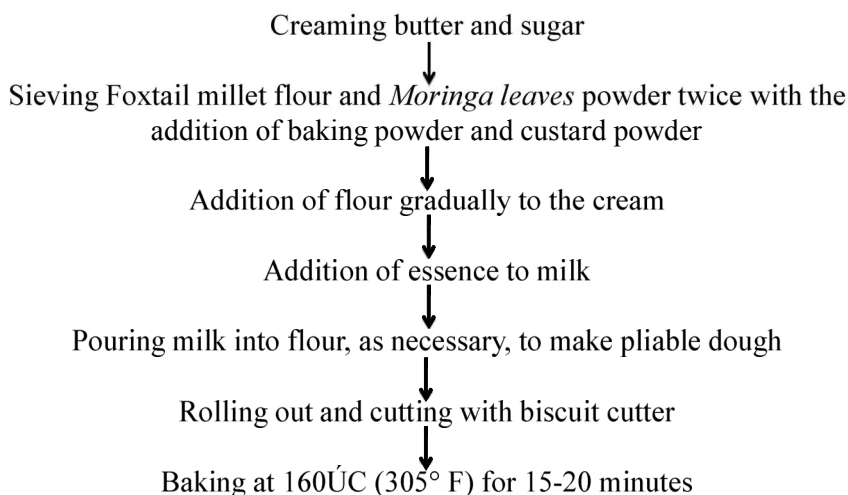 Creaming butter and sugar
Sieving Foxtail millet flour and Moringa leaves powder twice with the
addition of baking powder and custard powder
Addition of flour gradually to the cream
Addition of essence to milk
Pouring milk into flour, as necessary, to make pliable dough
Rolling out and cutting with biscuit cutter
Baking at 160ÚC (305° F) for 15-20 minutes